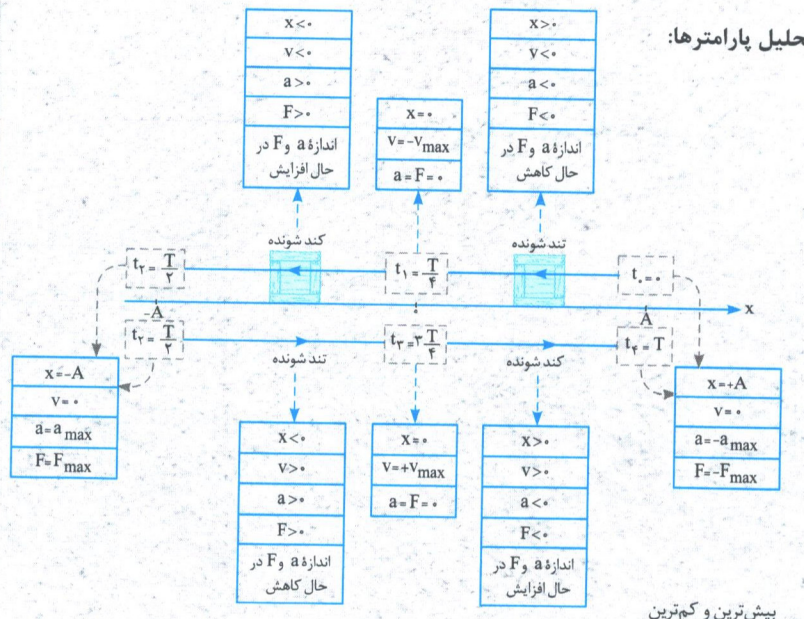 حلیل پارامترها:
x>۰
v<۰
a<۰
F<۰
اندازهٔ a و F در
حال کاهش
x=۰
v=-vmax
a=F=۰
x<۰
v<۰
a>۰
F>۰
اندازهٔ a و F در
حال افزایش
تند شونده
کند شونده
t۰=۰
t۱=T/۴
t۲=T/۲
-A
۰
A
x
t۲=T/۲
t۳=۳T/۴
t۴=T
تند شونده
کند شونده
x=-A
v=۰
a=a max
F=Fmax
x<۰
v>۰
a>۰
F>۰
اندازهٔ a و F در
حال کاهش
x=۰
v=+vmax
a=F=۰
x>۰
v>۰
a<۰
F<۰
اندازهٔ a و F در
حال افزایش
x=+A
v=۰
a=-amax
F=-Fmax
بیش‌ترین و کم‌ترین